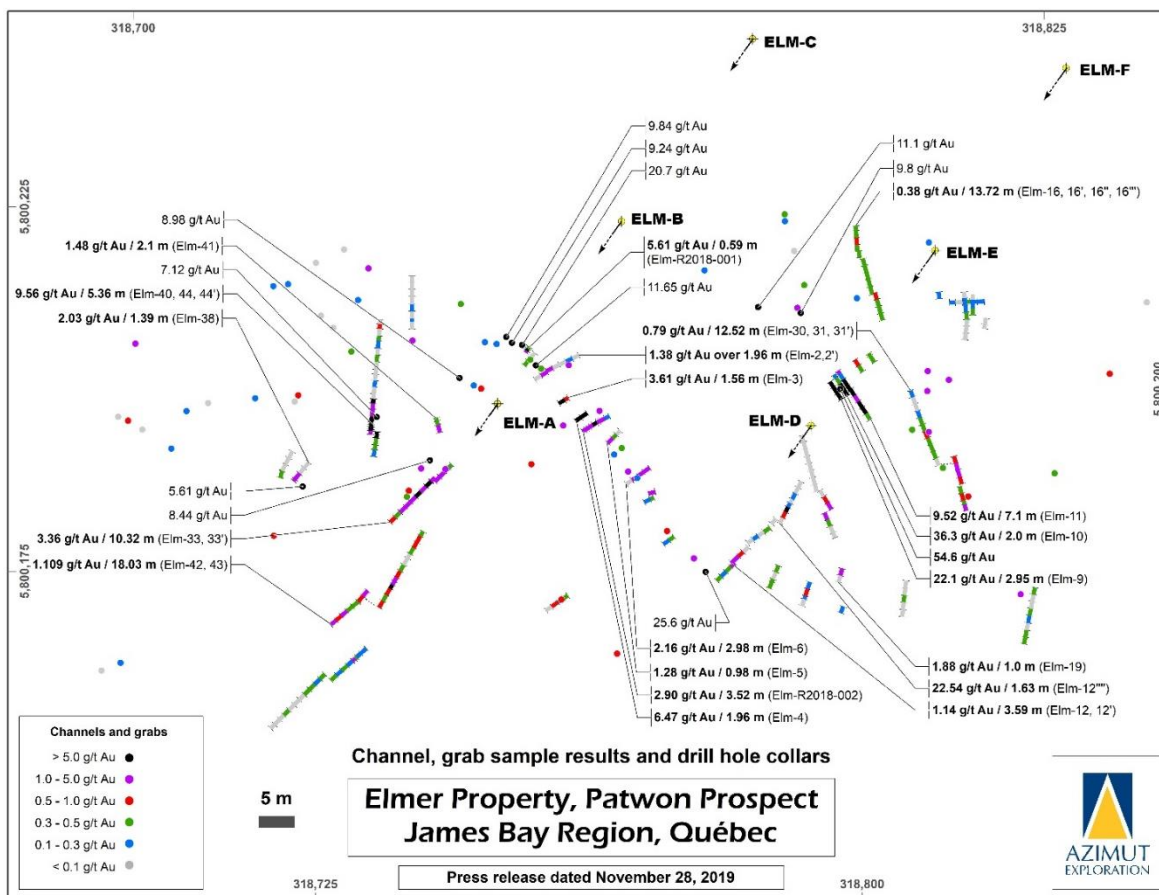 318,700
318,825
ELM-C
ELM-F
9.84 g/t Au
9.24 g/t Au
20.7 g/t Au
11.1 g/t Au
9.8 g/t Au
0.38 g/t Au / 13.72 m (Elm-16, 16', 16", 16"')
5,800,225
8.98 g/t Au
ELM-B
1.48 g/t Au / 2.1 m (Elm-41)
5.61 g/t Au / 0.59 m
(Elm-R2018-001)
ELM-E
7.12 g/t Au
11.65 g/t Au
9.56 g/t Au / 5.36 m (Elm-40, 44, 44')
2.03 g/t Au / 1.39 m (Elm-38)
0.79 g/t Au / 12.52 m (Elm-30, 31, 31')
1.38 g/t Au over 1.96 m (Elm-2,2')
3.61 g/t Au / 1.56 m (Elm-3)
5,800,200
ELM-A
ELM-D
5.61 g/t Au
8.44 g/t Au
9.52 g/t Au / 7.1 m (Elm-11)
36.3 g/t Au / 2.0 m (Elm-10)
54.6 g/t Au
22.1 g/t Au / 2.95 m (Elm-9)
3.36 g/t Au / 10.32 m (Elm-33, 33')
1.109 g/t Au / 18.03 m (Elm-42, 43)
5,800,175
25.6 g/t Au
2.16 g/t Au / 2.98 m (Elm-6)
1.28 g/t Au / 0.98 m (Elm-5)
2.90 g/t Au / 3.52 m (Elm-R2018-002)
6.47 g/t Au / 1.96 m (Elm-4)
1.88 g/t Au / 1.0 m (Elm-19)
22.54 g/t Au / 1.63 m (Elm-12"")
1.14 g/t Au / 3.59 m (Elm-12, 12')
Channels and grabs
> 5.0 g/t Au
1.0 - 5.0 g/t Au
0.5 - 1.0 g/t Au
0.3 - 0.5 g/t Au
0.1 - 0.3 g/t Au
< 0.1 g/t Au
5 m
Channel, grab sample results and drill hole collars
Elmer Property, Patwon Prospect
James Bay Region, Québec
Press release dated November 28, 2019
AZIMUT
EXPLORATION
318,725
318,800